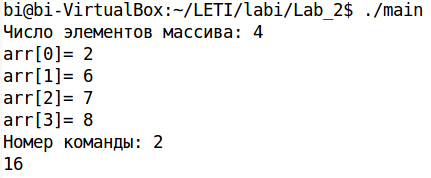 bi@bi-VirtualBox:~/LETI/labi/Lab_2$ ./main
Число элементов массива: 4
arr[0]= 2
arr[1]= 6
arr[2]= 7
arr[3]= 8
Номер команды: 2
16